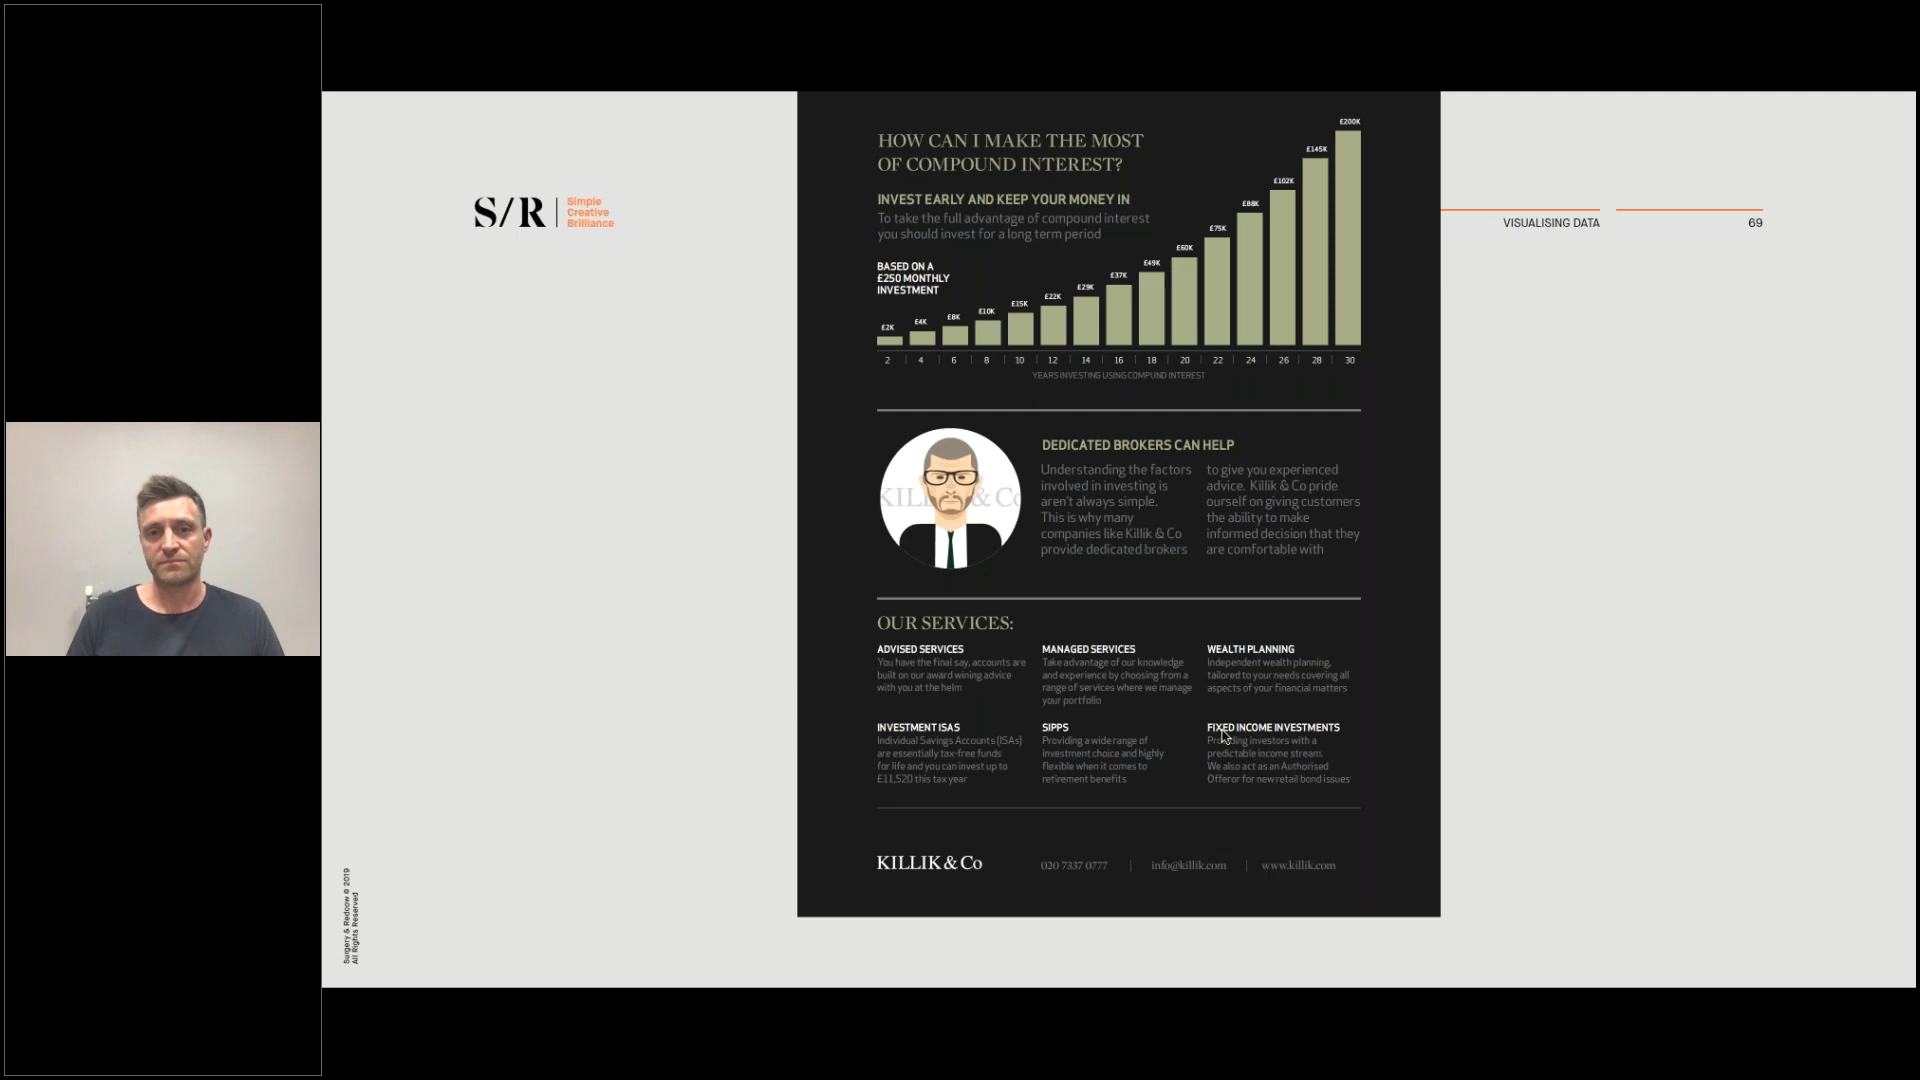 S/R
Simple
Creative
Brilliance
VISUALISING DATA
69
HOW CAN I MAKE THE MOST
OF COMPOUND INTEREST?
INVEST EARLY AND KEEP YOUR MONEY IN
To take the full advantage of compound interest
you should invest for a long term period
BASED ON A
£250 MONTHLY
INVESTMENT
£2K £4K £8K £10K £15K £22K £29K £37K £49K £60K £75K £88K £102K £145K £200K
2 4 6 8 10 12 14 16 18 20 22 24 26 28 30
YEARS INVESTING USING COMPUND INTEREST
KILLIK & Co
DEDICATED BROKERS CAN HELP
Understanding the factors
involved in investing is
aren't always simple.
This is why many
companies like Killik & Co
provide dedicated brokers
to give you experienced
advice. Killik & Co pride
ourself on giving customers
the ability to make
informed decision that they
are comfortable with
OUR SERVICES:
ADVISED SERVICES
You have the final say, accounts are
built on our award wining advice
with you at the helm
MANAGED SERVICES
Take advantage of our knowledge
and experience by choosing from a
range of services where we manage
your portfolio
WEALTH PLANNING
Independent wealth planning,
tailored to your needs covering all
aspects of your financial matters
INVESTMENT ISAS
Individual Savings Accounts (ISAs)
are essentially tax-free funds
for life and you can invest up to
£11,520 this tax year
SIPPS
Providing a wide range of
investment choice and highly
flexible when it comes to
retirement benefits
FIXED INCOME INVESTMENTS
Providing investors with a
predictable income stream.
We also act as an Authorised
Offeror for new retail bond issues
KILLIK & Co
020 7337 0777 | info@killik.com | www.killik.com
Surgery & Redcow © 2019
All Rights Reserved